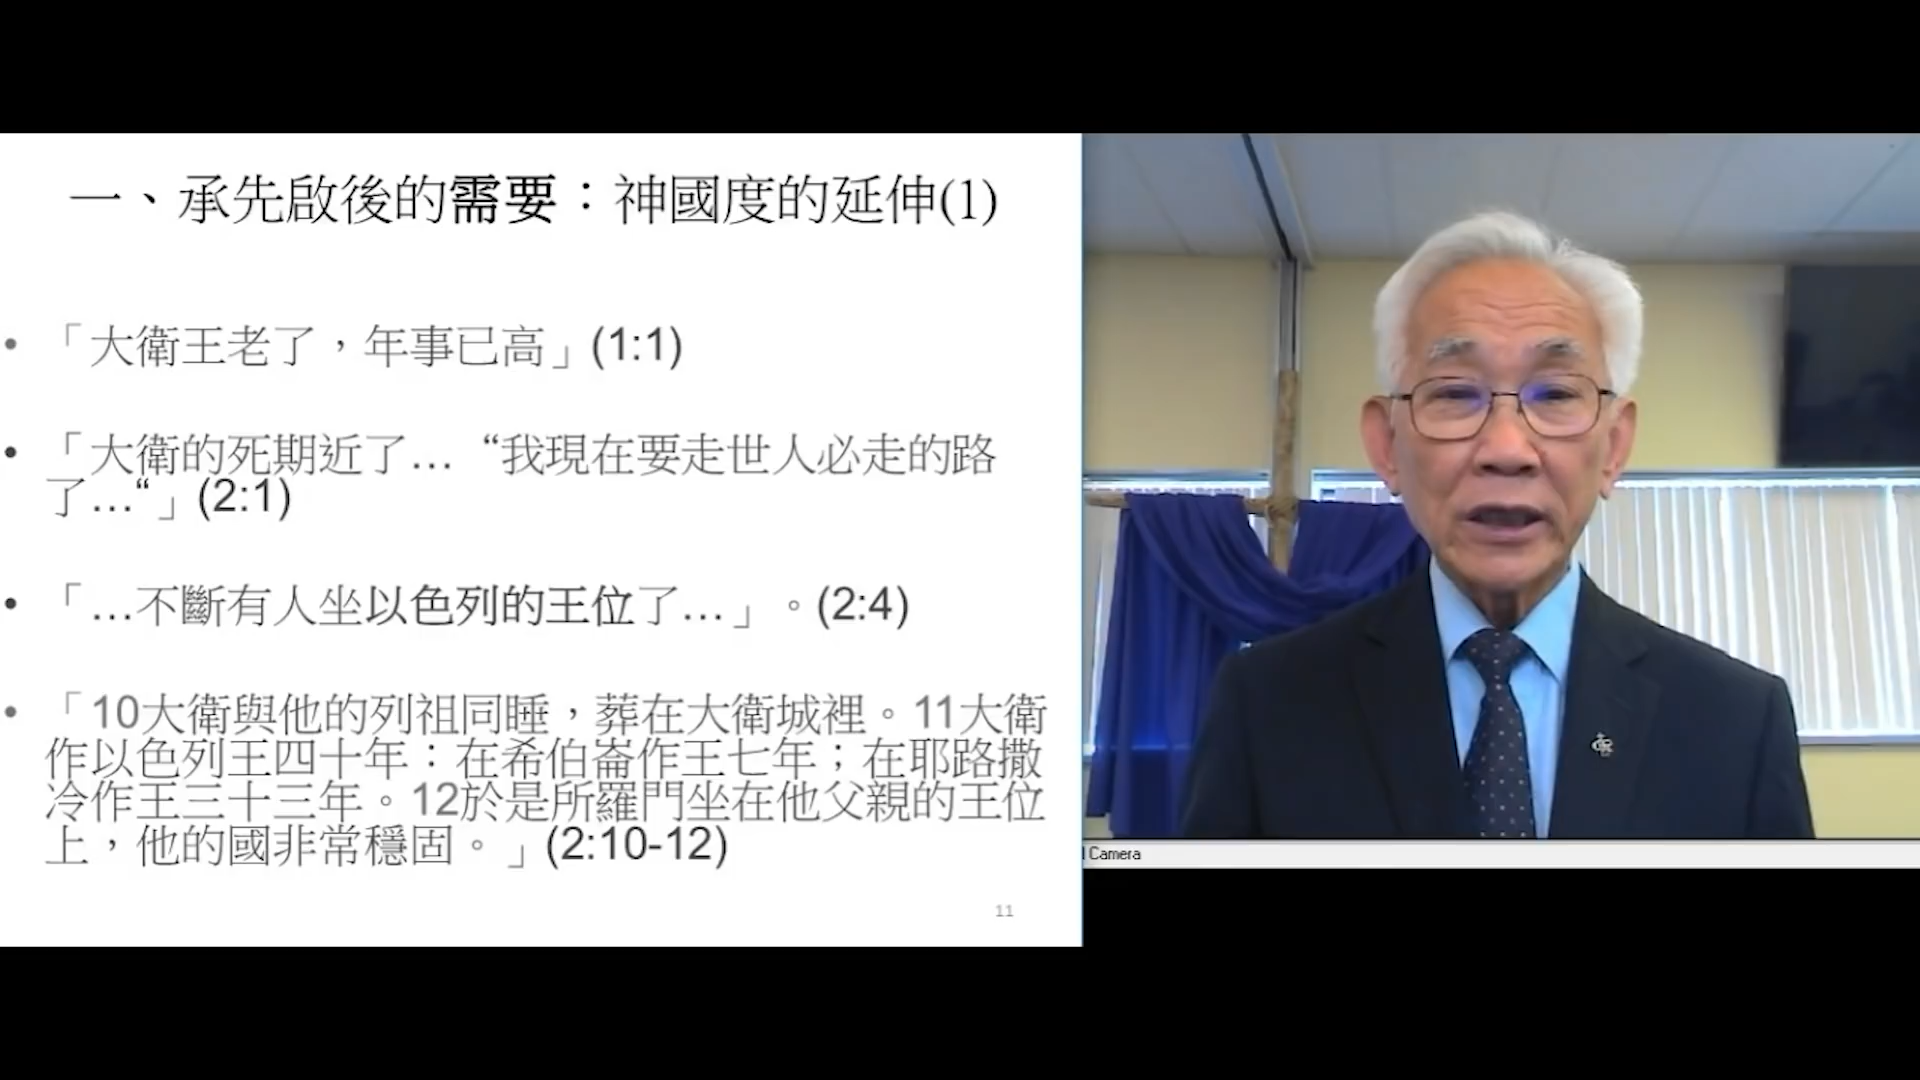 一、承先啟後的需要：神國度的延伸(1)
• 「大衛王老了，年事已高」(1:1)
• 「大衛的死期近了… “我現在要走世人必走的路
了…“」(2:1)
• 「…不斷有人坐以色列的王位了…」。(2:4)
• 「10大衛與他的列祖同睡，葬在大衛城裡。11大衛
作以色列王四十年：在希伯崙作王七年；在耶路撒
冷作王三十三年。12於是所羅門坐在他父親的王位
上，他的國非常穩固。」(2:10-12)
11
Camera